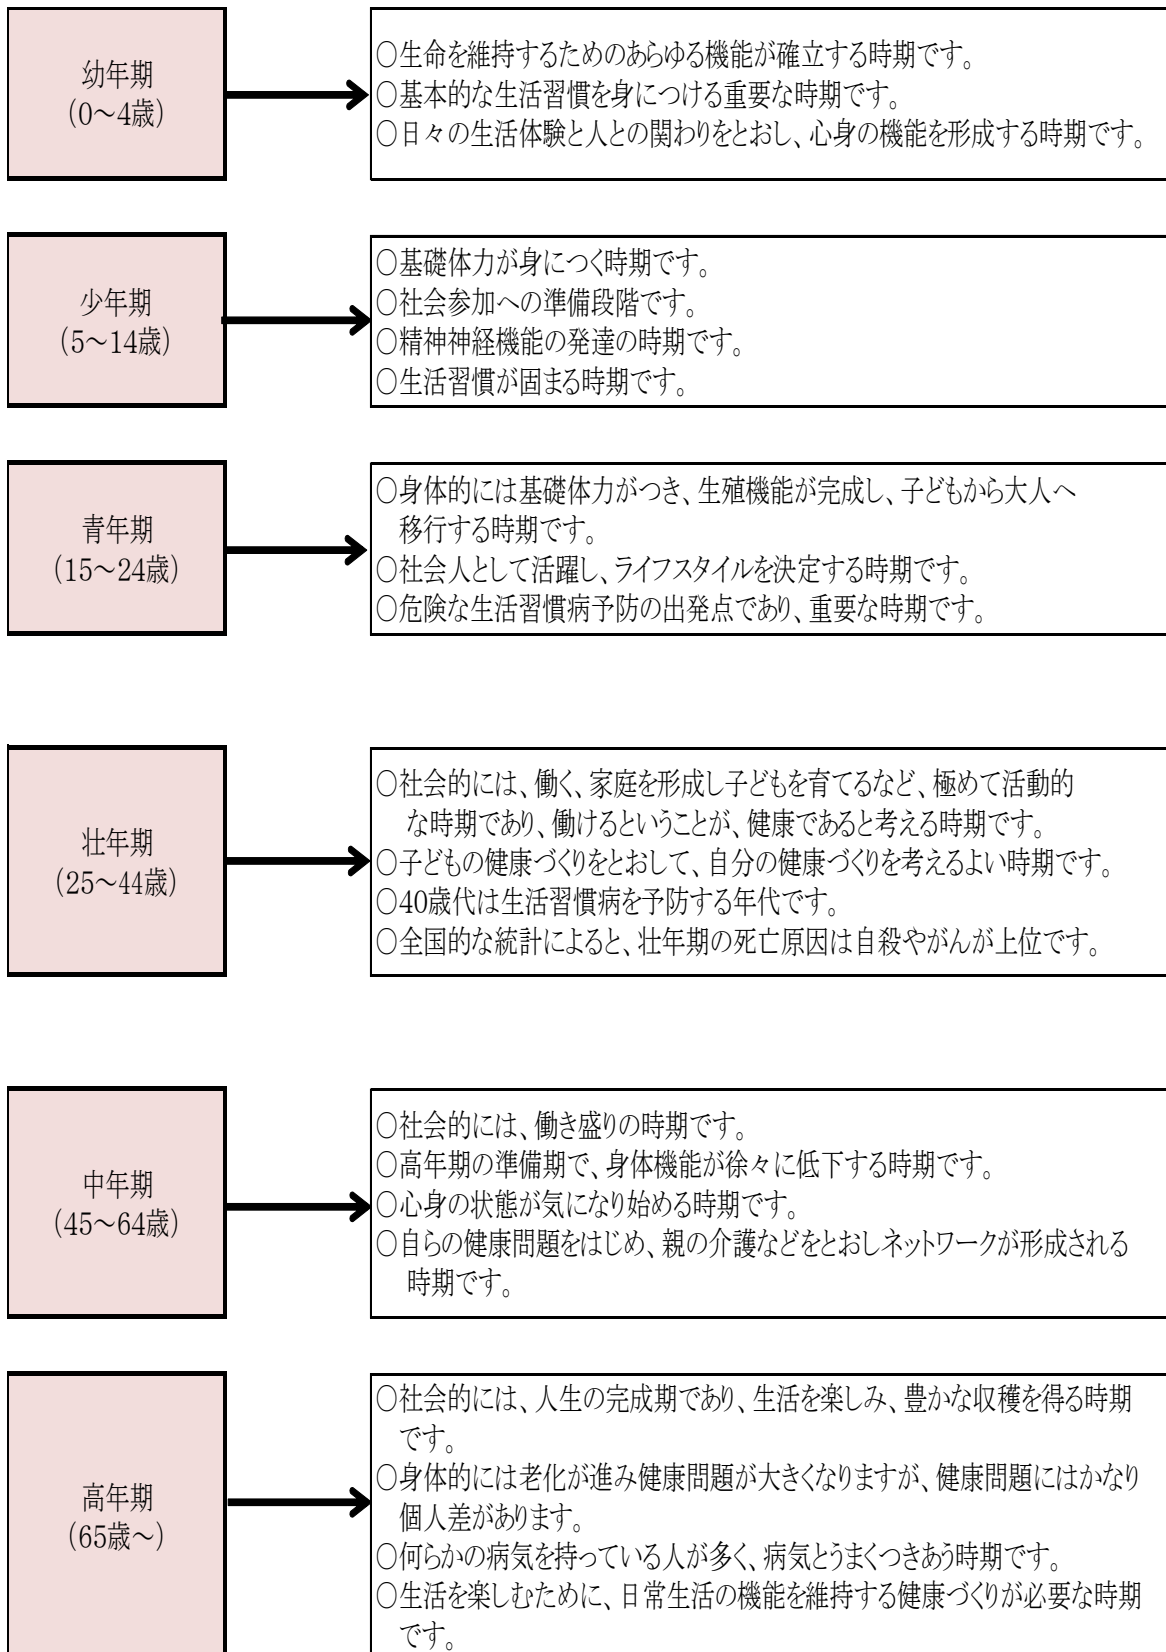 幼年期
(0～4歳)
○生命を維持するためのあらゆる機能が確立する時期です。
○基本的な生活習慣を身につける重要な時期です。
○日々の生活体験と人との関わりをとおし、心身の機能を形成する時期です。
少年期
(5～14歳)
○基礎体力が身につく時期です。
○社会参加への準備段階です。
○精神神経機能の発達の時期です。
○生活習慣が固まる時期です。
青年期
(15～24歳)
○身体的には基礎体力がつき、生殖機能が完成し、子どもから大人へ
移行する時期です。
○社会人として活躍し、ライフスタイルを決定する時期です。
○危険な生活習慣病予防の出発点であり、重要な時期です。
壮年期
(25～44歳)
○社会的には、働く、家庭を形成し子どもを育てるなど、極めて活動的
な時期であり、働けるということが、健康であると考える時期です。
○子どもの健康づくりをとおして、自分の健康づくりを考えるよい時期です。
○40歳代は生活習慣病を予防する年代です。
○全国的な統計によると、壮年期の死亡原因は自殺やがんが上位です。
中年期
(45～64歳)
○社会的には、働き盛りの時期です。
○高年期の準備期で、身体機能が徐々に低下する時期です。
○心身の状態が気になり始める時期です。
○自らの健康問題をはじめ、親の介護などをとおしネットワークが形成される
時期です。
高年期
(65歳～)
○社会的には、人生の完成期であり、生活を楽しみ、豊かな収穫を得る時期
です。
○身体的には老化が進み健康問題が大きくなりますが、健康問題にはかなり
個人差があります。
○何らかの病気を持っている人が多く、病気とうまくつきあう時期です。
○生活を楽しむために、日常生活の機能を維持する健康づくりが必要な時期
です。